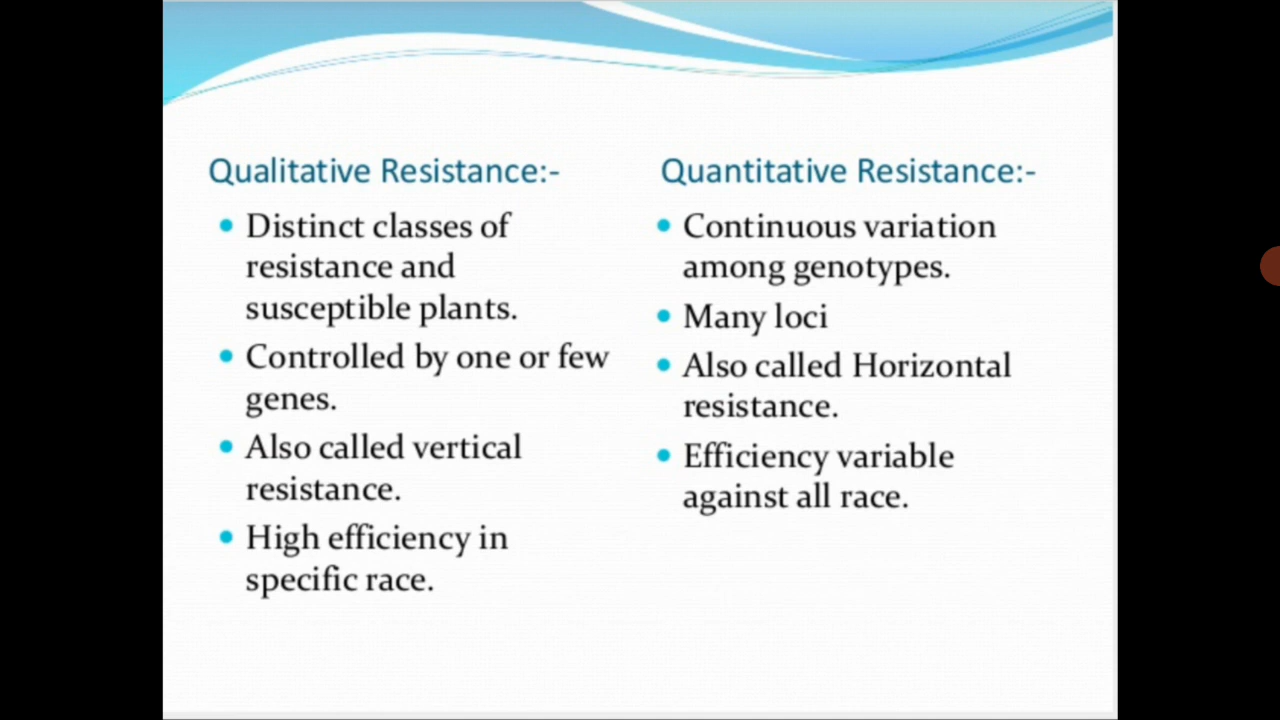 Qualitative Resistance:-
Distinct classes of
resistance and
susceptible plants.
Controlled by one or few
genes.
Also called vertical
resistance.
High efficiency in
specific race.
Quantitative Resistance:-
Continuous variation
among genotypes.
Many loci
Also called Horizontal
resistance.
Efficiency variable
against all race.